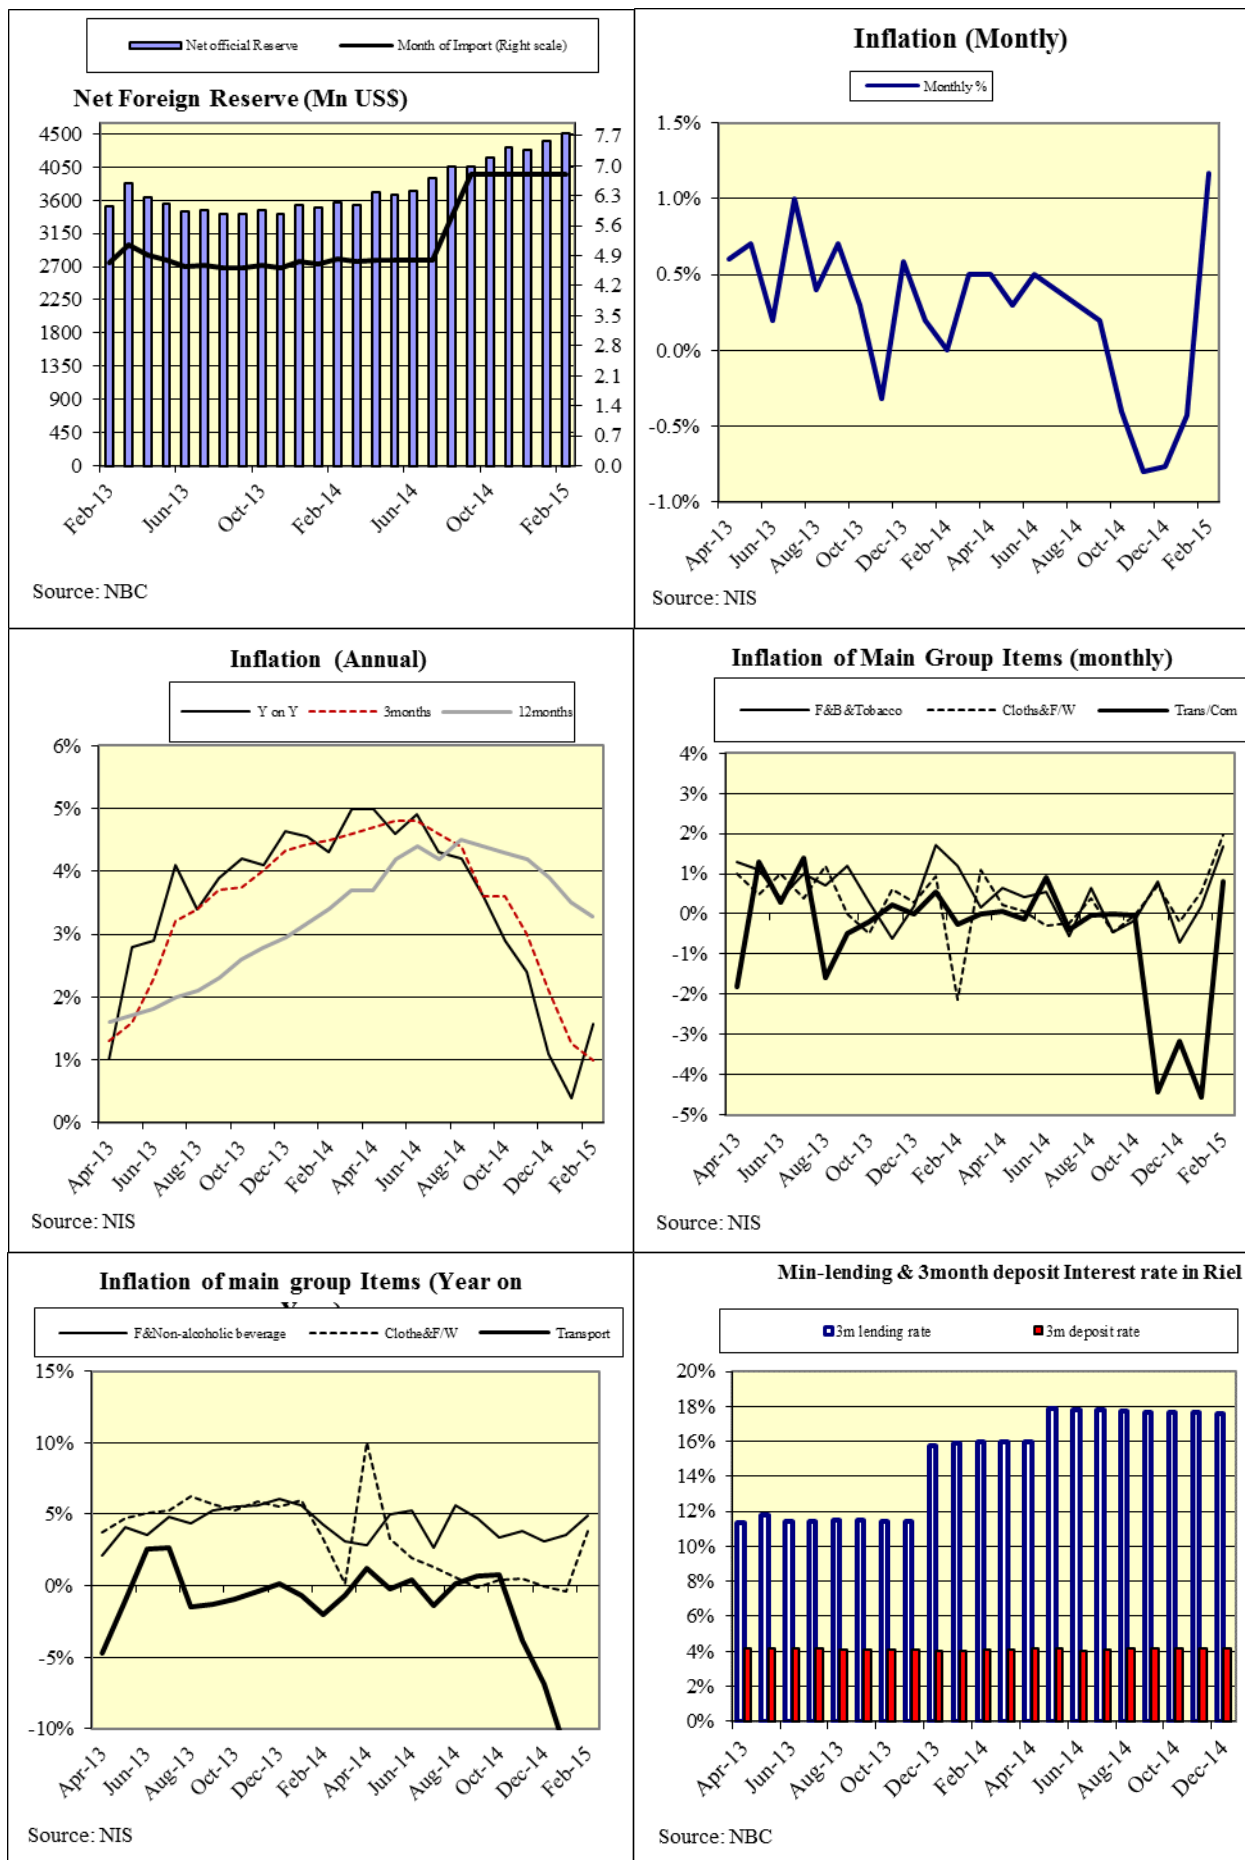 Net official Reserve Month of Import (Right scale)
Net Foreign Reserve (Mn US$)
4500
4050
3600
3150
2700
2250
1800
1350
900
450
0
7.7
7.0
6.3
5.6
4.9
4.2
3.5
2.8
2.1
1.4
0.7
0.0
Feb-13 Jun-13 Oct-13 Feb-14 Jun-14 Oct-14 Feb-15
Source: NBC
Inflation (Montly)
Monthly %
1.5%
1.0%
0.5%
0.0%
-0.5%
-1.0%
Apr-13 Jun-13 Aug-13 Oct-13 Dec-13 Feb-14 Apr-14 Jun-14 Aug-14 Oct-14 Dec-14 Feb-15
Source: NIS
Inflation (Annual)
Y on Y 3months 12months
6%
5%
4%
3%
2%
1%
0%
Apr-13 Jun-13 Aug-13 Oct-13 Dec-13 Feb-14 Apr-14 Jun-14 Aug-14 Oct-14 Dec-14 Feb-15
Source: NIS
Inflation of Main Group Items (monthly)
F&B&Tobacco Cloths&F/W Trans/Com
4%
3%
2%
1%
0%
-1%
-2%
-3%
-4%
-5%
Apr-13 Jun-13 Aug-13 Oct-13 Dec-13 Feb-14 Apr-14 Jun-14 Aug-14 Oct-14 Dec-14 Feb-15
Source: NIS
Inflation of main group Items (Year on
F&Non-alcoholic beverage Clothe&F/W Transport
15%
10%
5%
0%
-5%
-10%
Apr-13 Jun-13 Aug-13 Oct-13 Dec-13 Feb-14 Apr-14 Jun-14 Aug-14 Oct-14 Dec-14 Feb-15
Source: NIS
Min-lending & 3month deposit Interest rate in Riel
3m lending rate 3m deposit rate
20%
18%
16%
14%
12%
10%
8%
6%
4%
2%
0%
Apr-13 Jun-13 Aug-13 Oct-13 Dec-13 Feb-14 Apr-14 Jun-14 Aug-14 Oct-14 Dec-14
Source: NBC